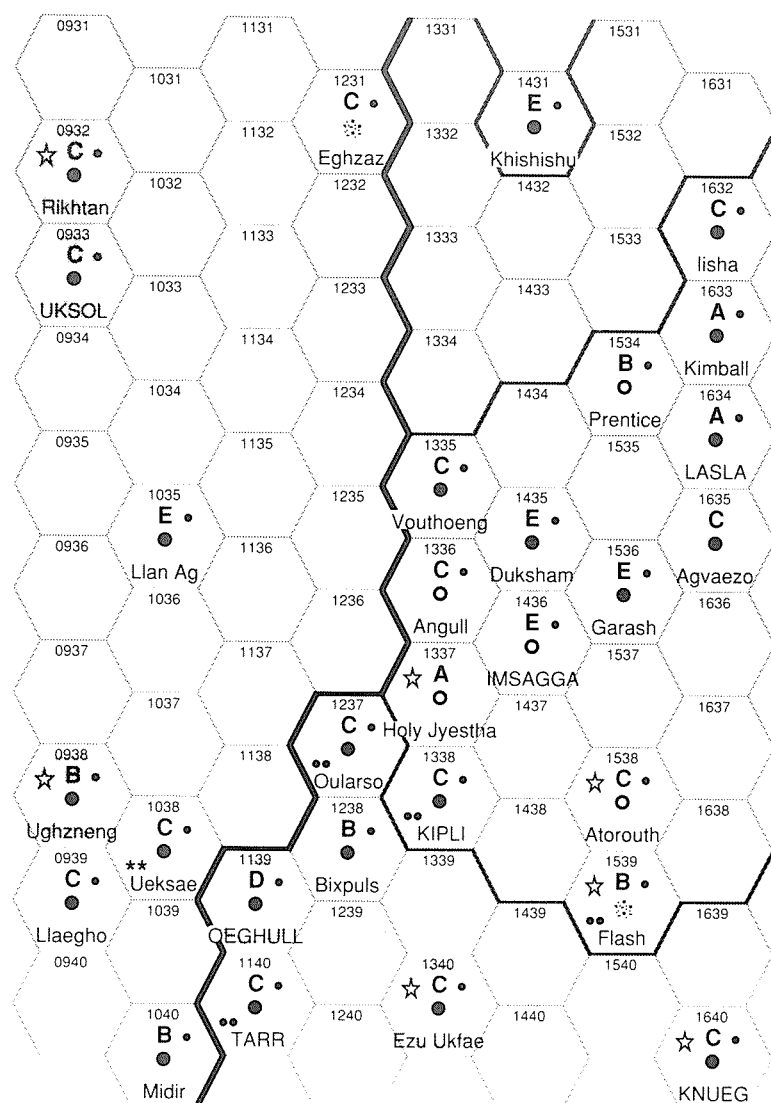 0931
1131
1331
1531
1031
1231
C
Eghzaz
1431
E
Khishishu
1631
0932
C
Rikhtan
1132
1332
1532
1032
1232
1432
1632
C
Iisha
0933
C
UKSOL
1133
1333
1533
1033
1233
1433
1633
A
Kimball
0934
1134
1334
1534
B
Prentice
1034
1234
1434
1634
A
LASLA
0935
1135
1335
C
Vouthoeng
1535
1035
E
Llan Ag
1235
1435
E
Duksham
1635
C
Agvaezo
0936
1136
1336
C
Angull
1536
E
Garash
1036
1236
1436
E
IMSAGGA
1636
0937
1137
1337
A
Holy Jyestha
1537
1037
1237
C
Oularso
1437
1637
0938
B
Ughzneng
1138
1338
C
KIPLI
1538
C
Atorouth
1038
C
**
Ueksae
1238
B
Bixpuls
1438
1638
0939
C
Llaegho
1139
D
OEGHULL
1339
1539
B
Flash
1039
1239
1439
1639
0940
1140
C
TARR
1340
C
Ezu Ukfae
1540
1040
B
Midir
1240
1440
1640
C
KNUEG